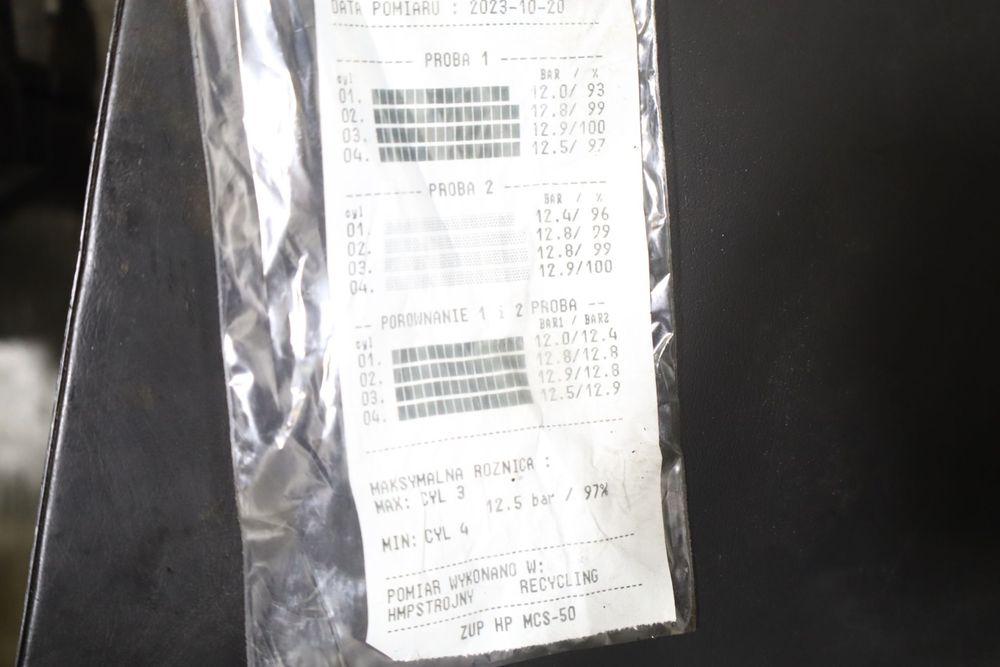 DATA POMIARU : 2023-10-20
PROBA 1
cyl BAR / %
01. 12.0/ 93
02. 12.8/ 99
03. 12.9/100
04. 12.5/ 97
PROBA 2
cyl BAR / %
01. 12.4/ 96
02. 12.8/ 99
03. 12.8/ 99
04. 12.9/100
-- POROWNANIE 1 i 2 PROBA --
cyl BAR1 / BAR2
01. 12.0/12.4
02. 12.8/12.8
03. 12.9/12.8
04. 12.5/12.9
MAKSYMALNA ROZNICA :
MAX: CYL 3
12.5 bar / 97%
MIN: CYL 4
POMIAR WYKONANO W:
HMPSTROJNY RECYCLING
ZUP HP MCS-50